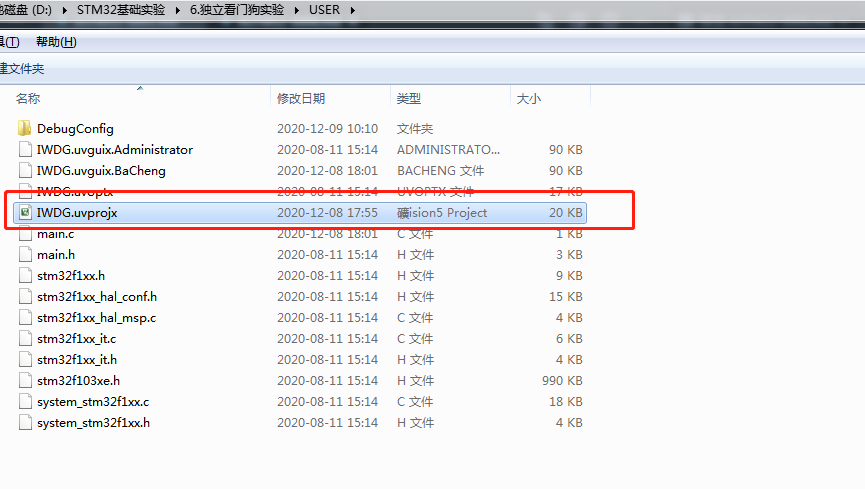 地磁盘 (D:) ▸ STM32基础实验 ▸ 6.独立看门狗实验 ▸ USER ▸
具(T) 帮助(H)
建文件夹
名称 修改日期 类型 大小
DebugConfig 2020-12-09 10:10 文件夹
IWDG.uvguix.Administrator 2020-08-11 15:14 ADMINISTRATO... 90 KB
IWDG.uvguix.BaCheng 2020-12-08 18:01 BACHENG 文件 90 KB
IWDG.uvoptx 2020-08-11 15:14 UVOPTX 文件 17 KB
IWDG.uvprojx 2020-12-08 17:55 礦ision5 Project 20 KB
main.c 2020-12-08 18:01 C 文件 1 KB
main.h 2020-08-11 15:14 H 文件 3 KB
stm32f1xx.h 2020-08-11 15:14 H 文件 9 KB
stm32f1xx_hal_conf.h 2020-08-11 15:14 H 文件 15 KB
stm32f1xx_hal_msp.c 2020-08-11 15:14 C 文件 4 KB
stm32f1xx_it.c 2020-08-11 15:14 C 文件 6 KB
stm32f1xx_it.h 2020-08-11 15:14 H 文件 4 KB
stm32f103xe.h 2020-08-11 15:14 H 文件 990 KB
system_stm32f1xx.c 2020-08-11 15:14 C 文件 18 KB
system_stm32f1xx.h 2020-08-11 15:14 H 文件 4 KB